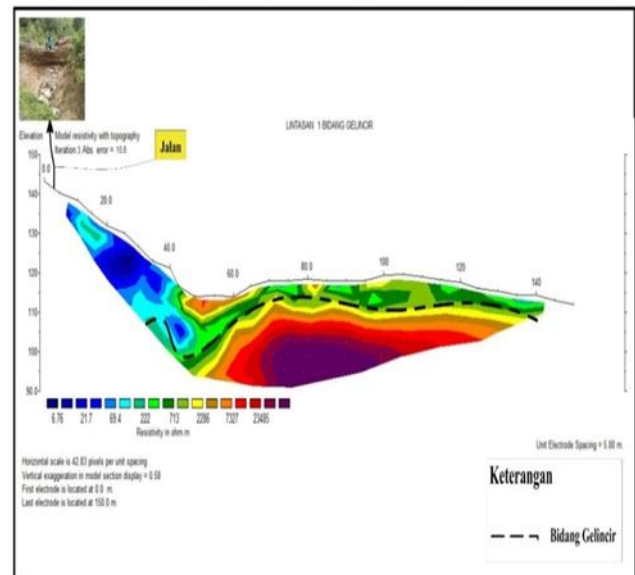 LINTASAN 1 BIDANG GELINCIR
Elevation
Model resistivity with topography
Iteration 3 Abs. error = 10.6
Jalan
150
140
130
120
110
100
90.0
0.0
20.0
40.0
60.0
80.0
100
120
140
6.76 21.7 69.4 222 713 2286 7327 23485
Resistivity in ohm.m
Unit Electrode Spacing = 5.00 m.
Horizontal scale is 42.83 pixels per unit spacing
Vertical exaggeration in model section display = 0.58
First electrode is located at 0.0 m.
Last electrode is located at 150.0 m.
Keterangan
Bidang Gelincir